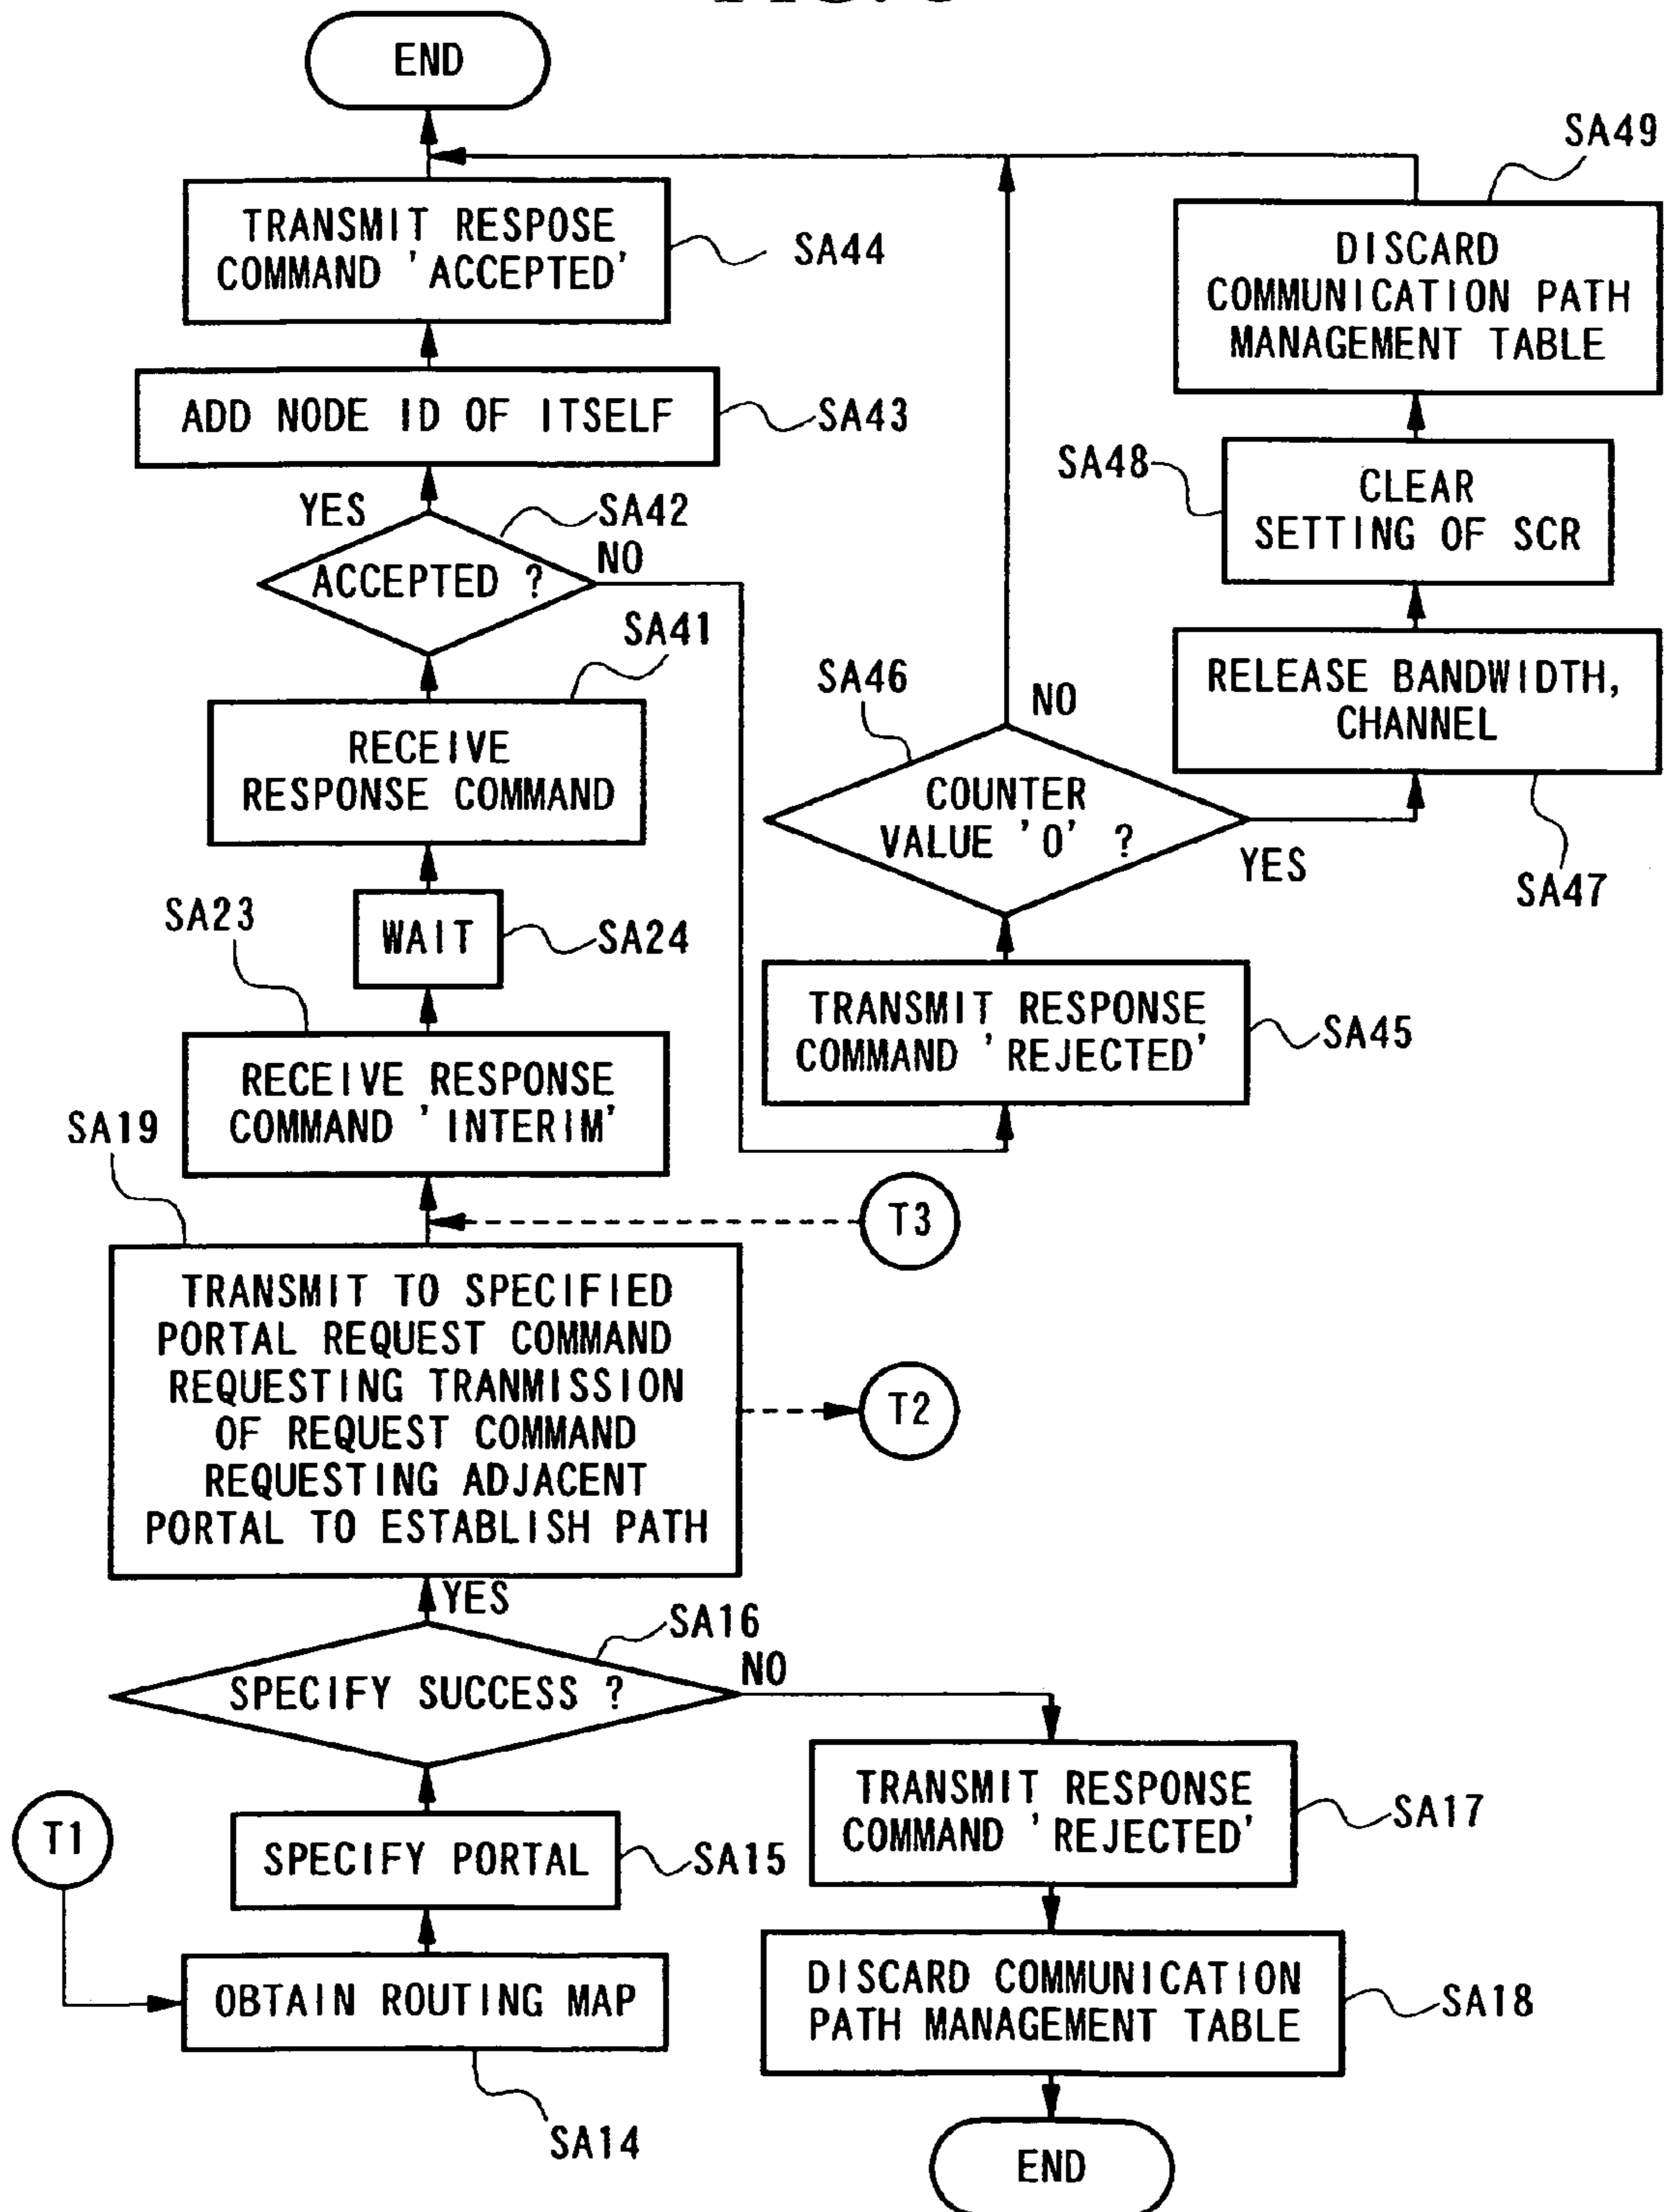 END
SA49
TRANSMIT RESPOSE
COMMAND 'ACCEPTED'
SA44
DISCARD
COMMUNICATION PATH
MANAGEMENT TABLE
ADD NODE ID OF ITSELF
SA43
SA48
CLEAR
SETTING OF SCR
YES
SA42
NO
ACCEPTED ?
SA41
RECEIVE
RESPONSE COMMAND
SA46
NO
RELEASE BANDWIDTH,
CHANNEL
COUNTER
VALUE '0' ?
YES
SA47
SA23
WAIT
SA24
TRANSMIT RESPONSE
COMMAND 'REJECTED'
SA45
RECEIVE RESPONSE
COMMAND 'INTERIM'
SA19
T3
TRANSMIT TO SPECIFIED
PORTAL REQUEST COMMAND
REQUESTING TRANMISSION
OF REQUEST COMMAND
REQUESTING ADJACENT
PORTAL TO ESTABLISH PATH
T2
YES
SA16
NO
SPECIFY SUCCESS ?
TRANSMIT RESPONSE
COMMAND 'REJECTED'
SA17
T1
SPECIFY PORTAL
SA15
OBTAIN ROUTING MAP
SA14
DISCARD COMMUNICATION
PATH MANAGEMENT TABLE
SA18
END